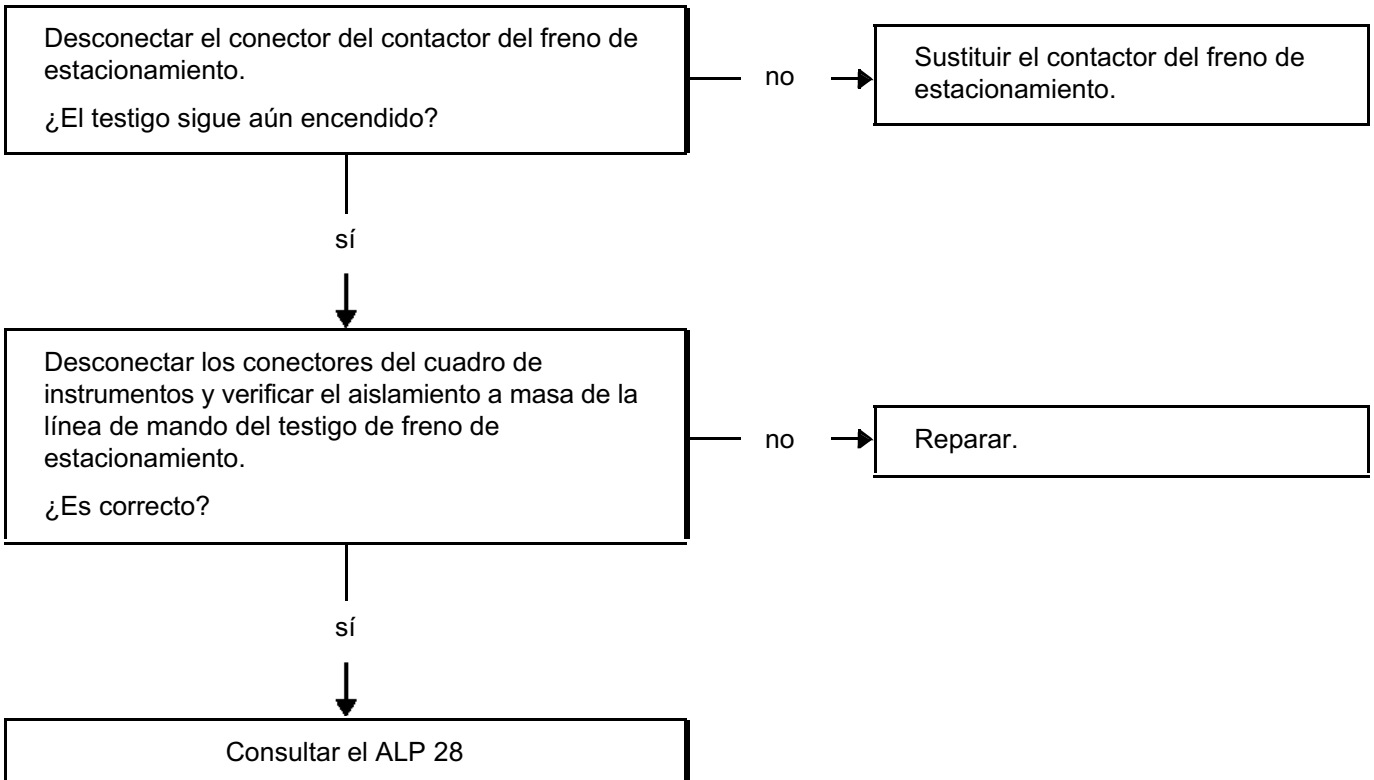 Desconectar el conector del contactor del freno de
estacionamiento.
¿El testigo sigue aún encendido?
no
Sustituir el contactor del freno de
estacionamiento.
sí
Desconectar los conectores del cuadro de
instrumentos y verificar el aislamiento a masa de la
línea de mando del testigo de freno de
estacionamiento.
¿Es correcto?
no
Reparar.
sí
Consultar el ALP 28